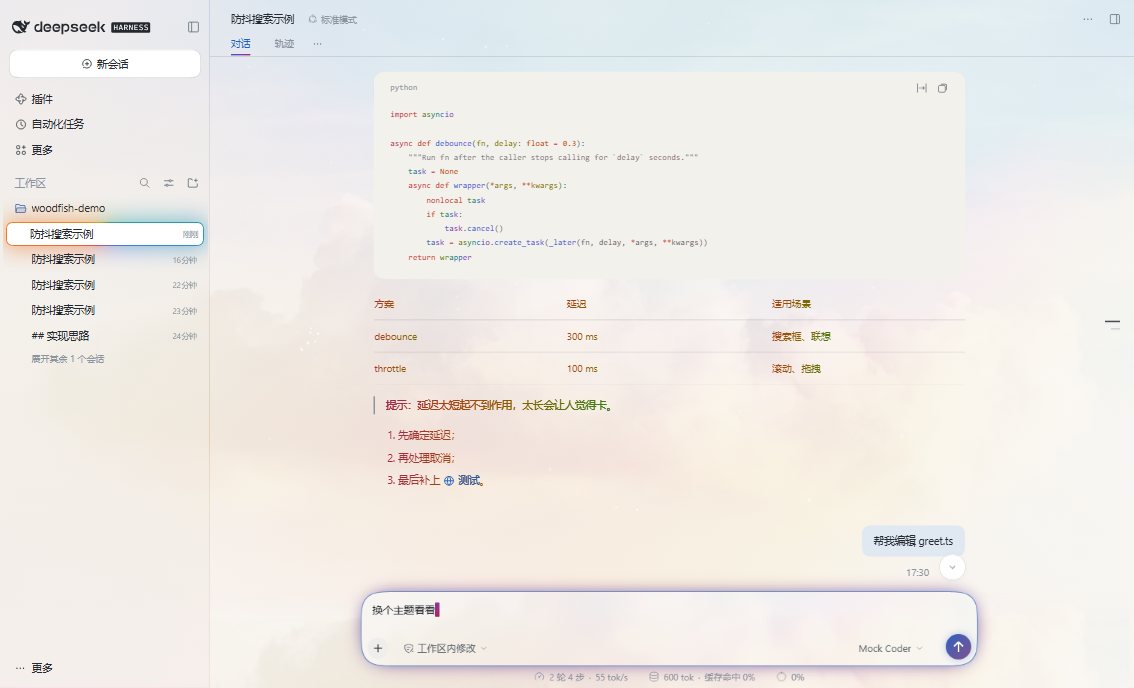 deepseek HARNESS
新会话
插件
自动化任务
更多
工作区
woodfish-demo
防抖搜索示例 刚刚
防抖搜索示例 16分钟
防抖搜索示例 22分钟
防抖搜索示例 23分钟
## 实现思路 24分钟
展开其余 1 个会话
... 更多
防抖搜索示例 标准模式 ...
对话 轨迹 ...
python
import asyncio
async def debounce(fn, delay: float = 0.3):
"""Run fn after the caller stops calling for `delay` seconds."""
task = None
async def wrapper(*args, **kwargs):
nonlocal task
if task:
task.cancel()
task = asyncio.create_task(_later(fn, delay, *args, **kwargs))
return wrapper
方案 延迟 适用场景
debounce 300 ms 搜索框、联想
throttle 100 ms 滚动、拖拽
提示：延迟太短起不到作用，太长会让人觉得卡。
1. 先确定延迟；
2. 再处理取消；
3. 最后补上 测试。
帮我编辑 greet.ts
17:30
换个主题看看
+ 工作区内修改 Mock Coder
2 轮 4 步 · 55 tok/s 600 tok · 缓存命中 0% 0%